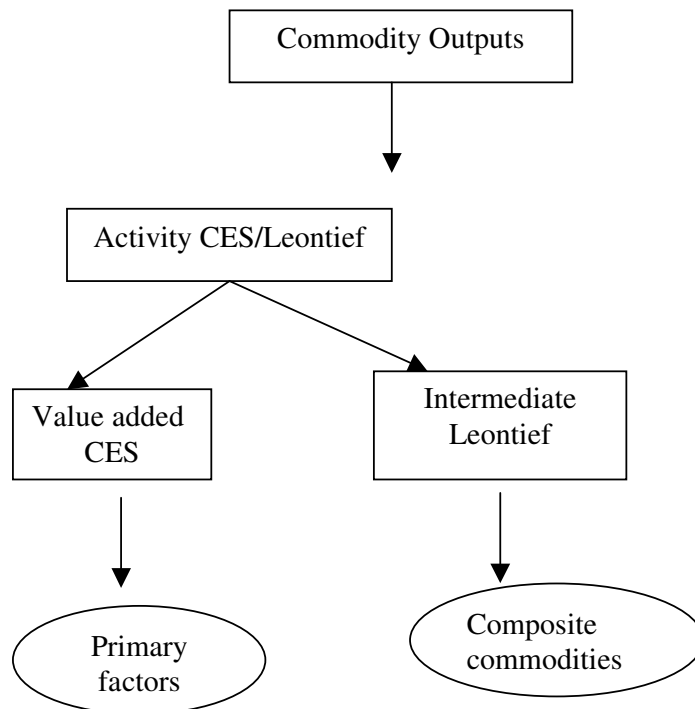 Commodity Outputs
Activity CES/Leontief
Value added
CES
Intermediate
Leontief
Primary
factors
Composite
commodities